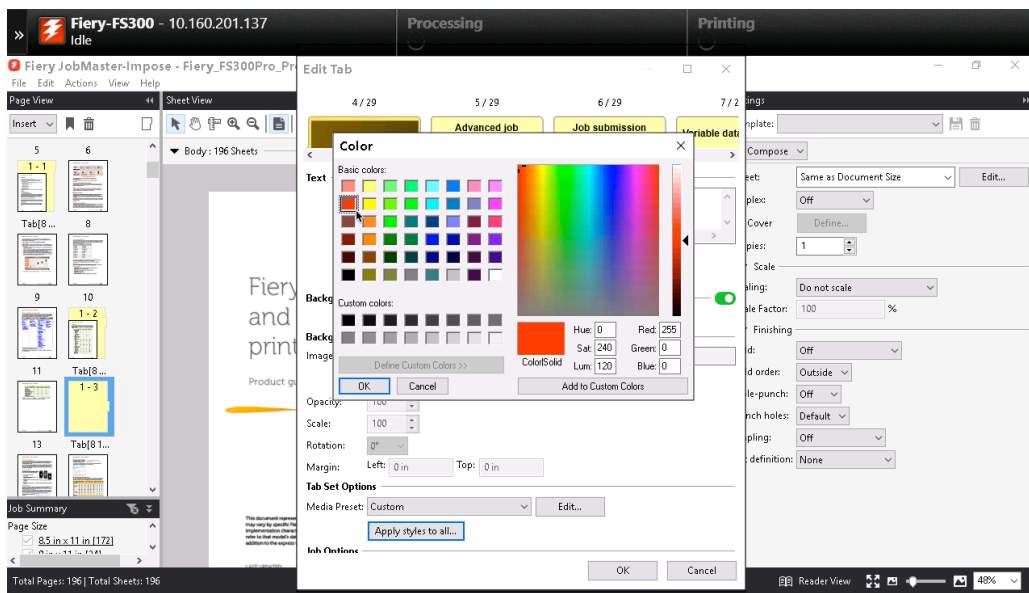 Fiery-FS300 - 10.160.201.137
Idle
Processing
Printing
Fiery JobMaster-Impose - Fiery_FS300Pro_Pr
File Edit Actions View Help
Page View
Insert
5 6
1 - 1
Tab[8 ... 8
9 10
1 - 2
11 Tab[8...
1 - 3
13 Tab[8 1...
Job Summary
Page Size
8.5 in x 11 in [172]
Total Pages: 196 | Total Sheets: 196
Sheet View
Body : 196 Sheets
Fiery
and
print
Product gu
Edit Tab
4 / 29 5 / 29 6 / 29 7 / 2
Advanced job
Job submission
Variable data
Text
Backg
Backg
Image
Opacity: 100
Scale: 100
Rotation: 0°
Margin: Left: 0 in Top: 0 in
Tab Set Options
Media Preset: Custom Edit...
Apply styles to all...
Job Options
OK Cancel
Color
Basic colors:
Custom colors:
Define Custom Colors >>
OK Cancel
Color|Solid
Hue: 0 Red: 255
Sat: 240 Green: 0
Lum: 120 Blue: 0
Add to Custom Colors
ings
mplate:
Compose
eet: Same as Document Size Edit...
plex: Off
Cover Define...
pies: 1
Scale
aling: Do not scale
ale Factor: 100 %
Finishing
ld: Off
ld order: Outside
le-punch: Off
nch holes: Default
apling: Off
t definition: None
Reader View 48%